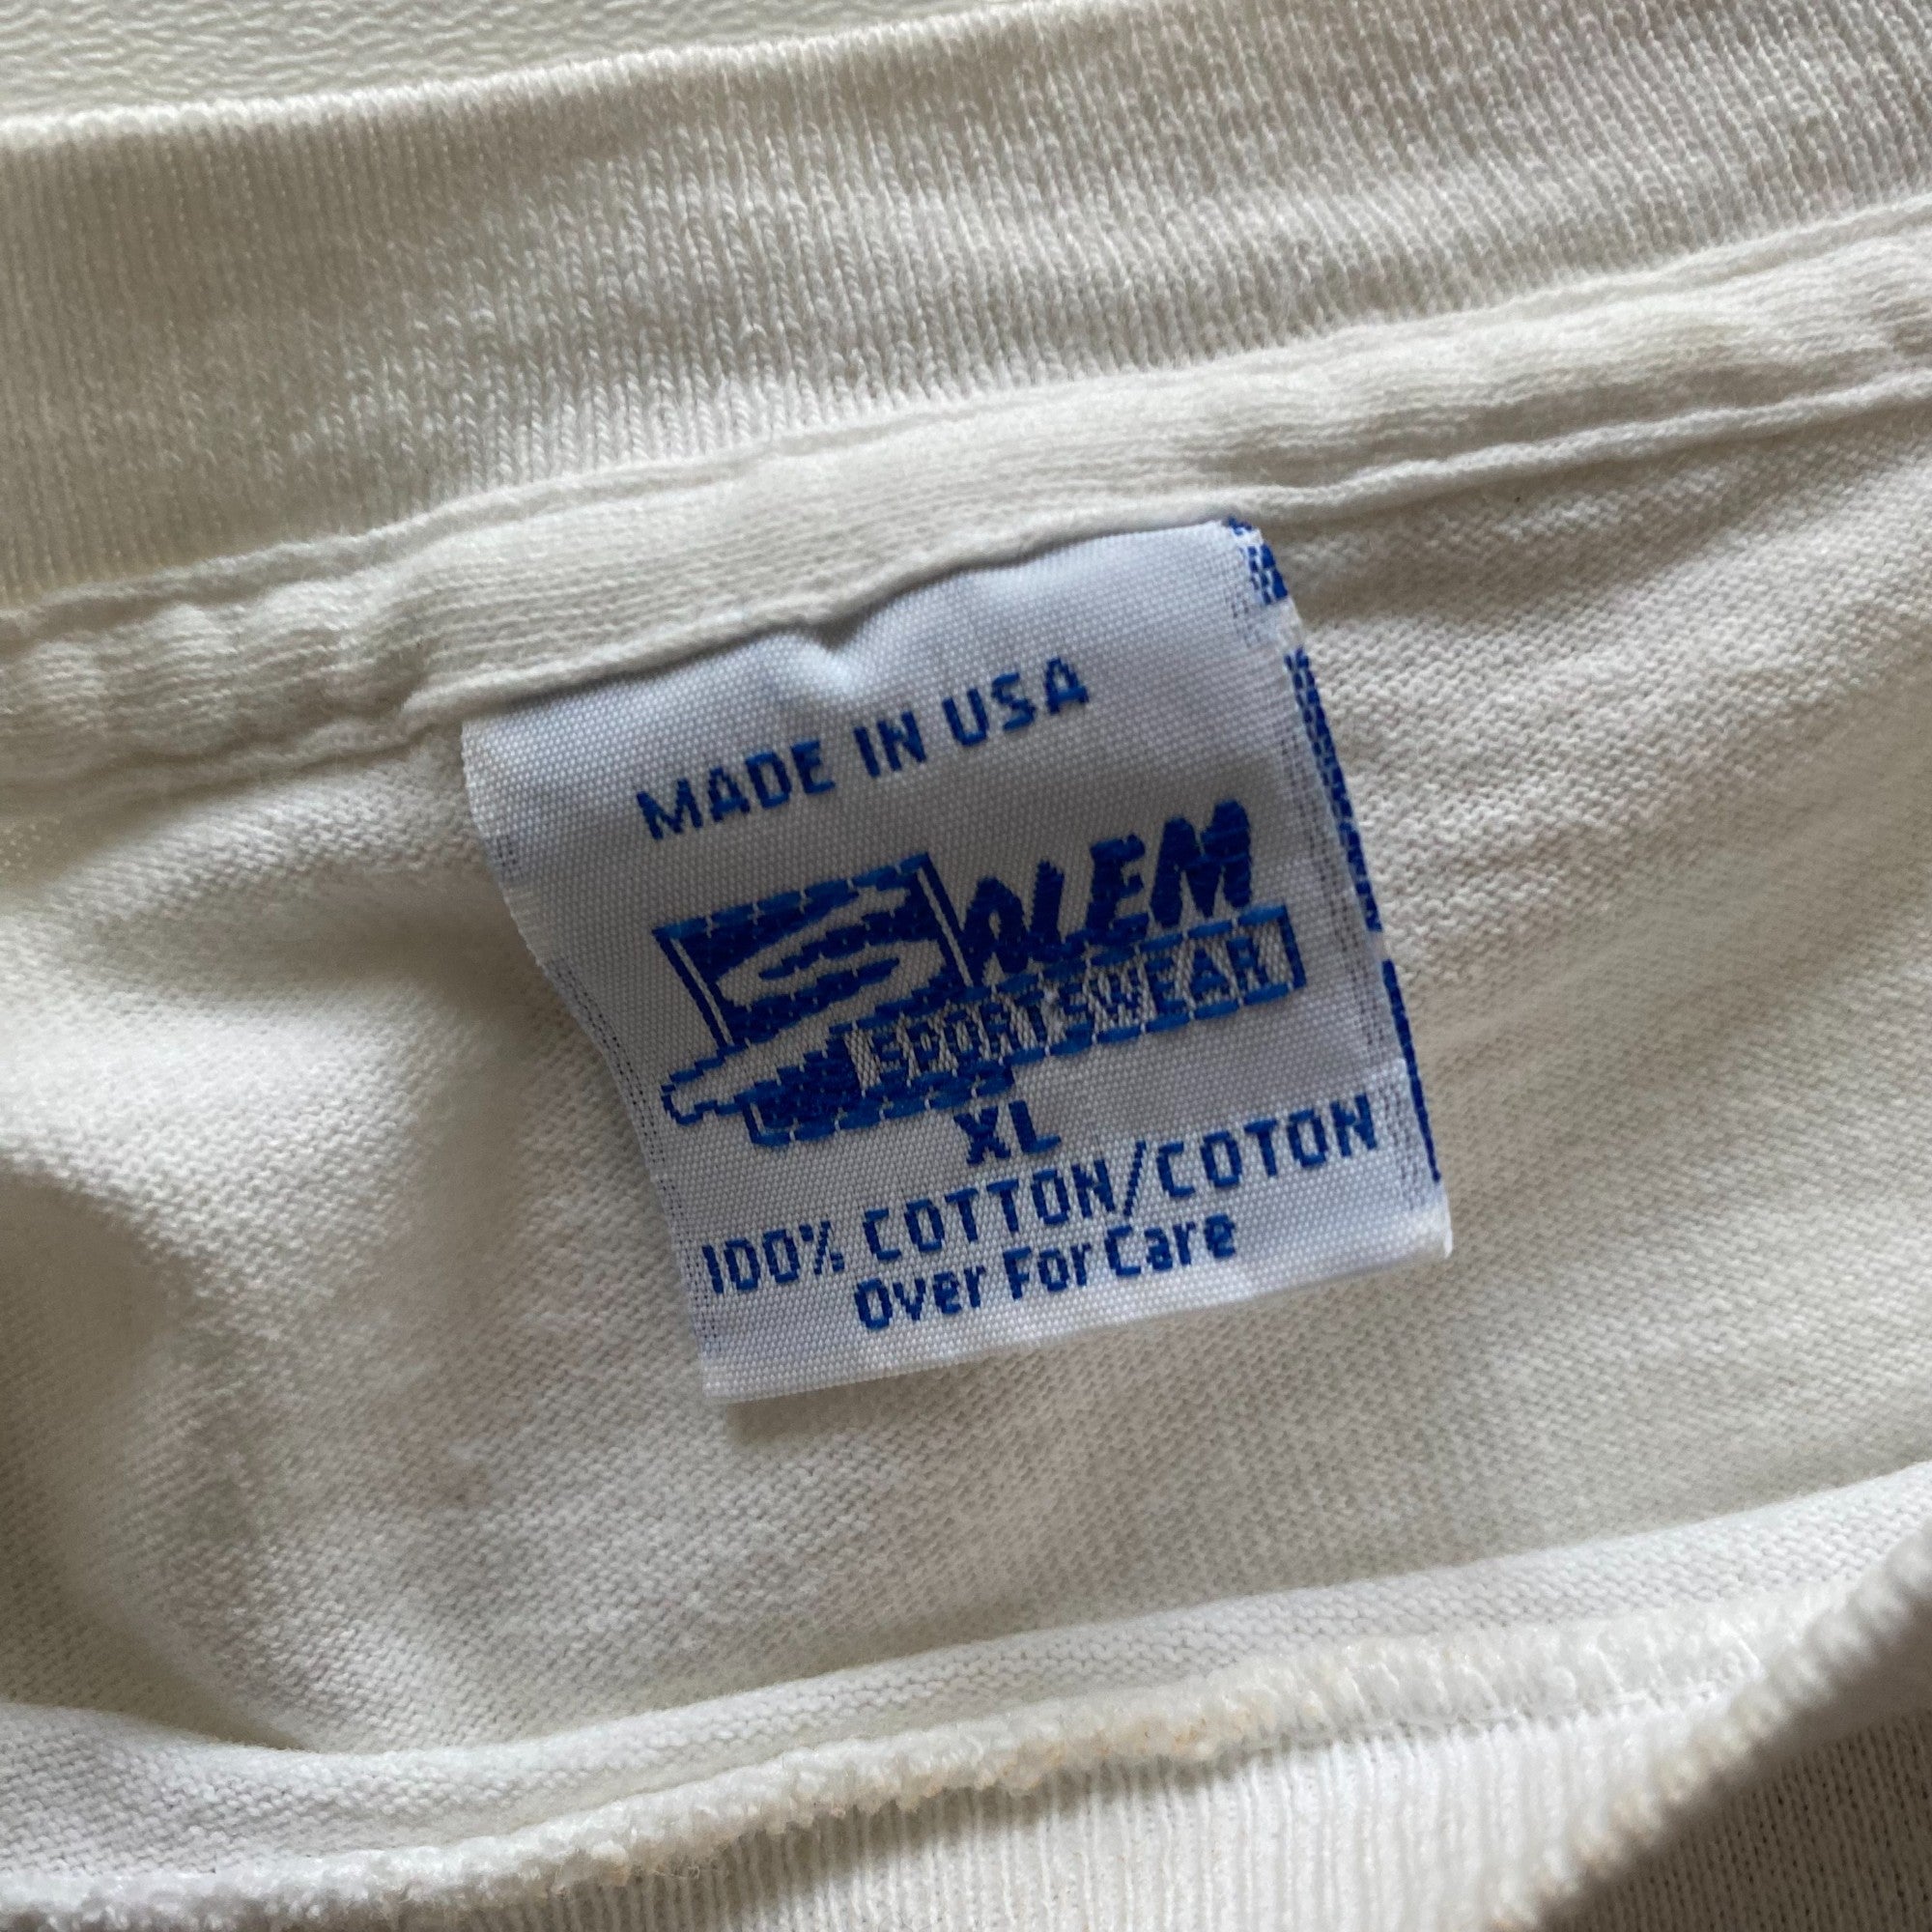 MADE IN USA
SALEM
SPORTSWEAR
XL
100% COTTON/COTON
Over For Care